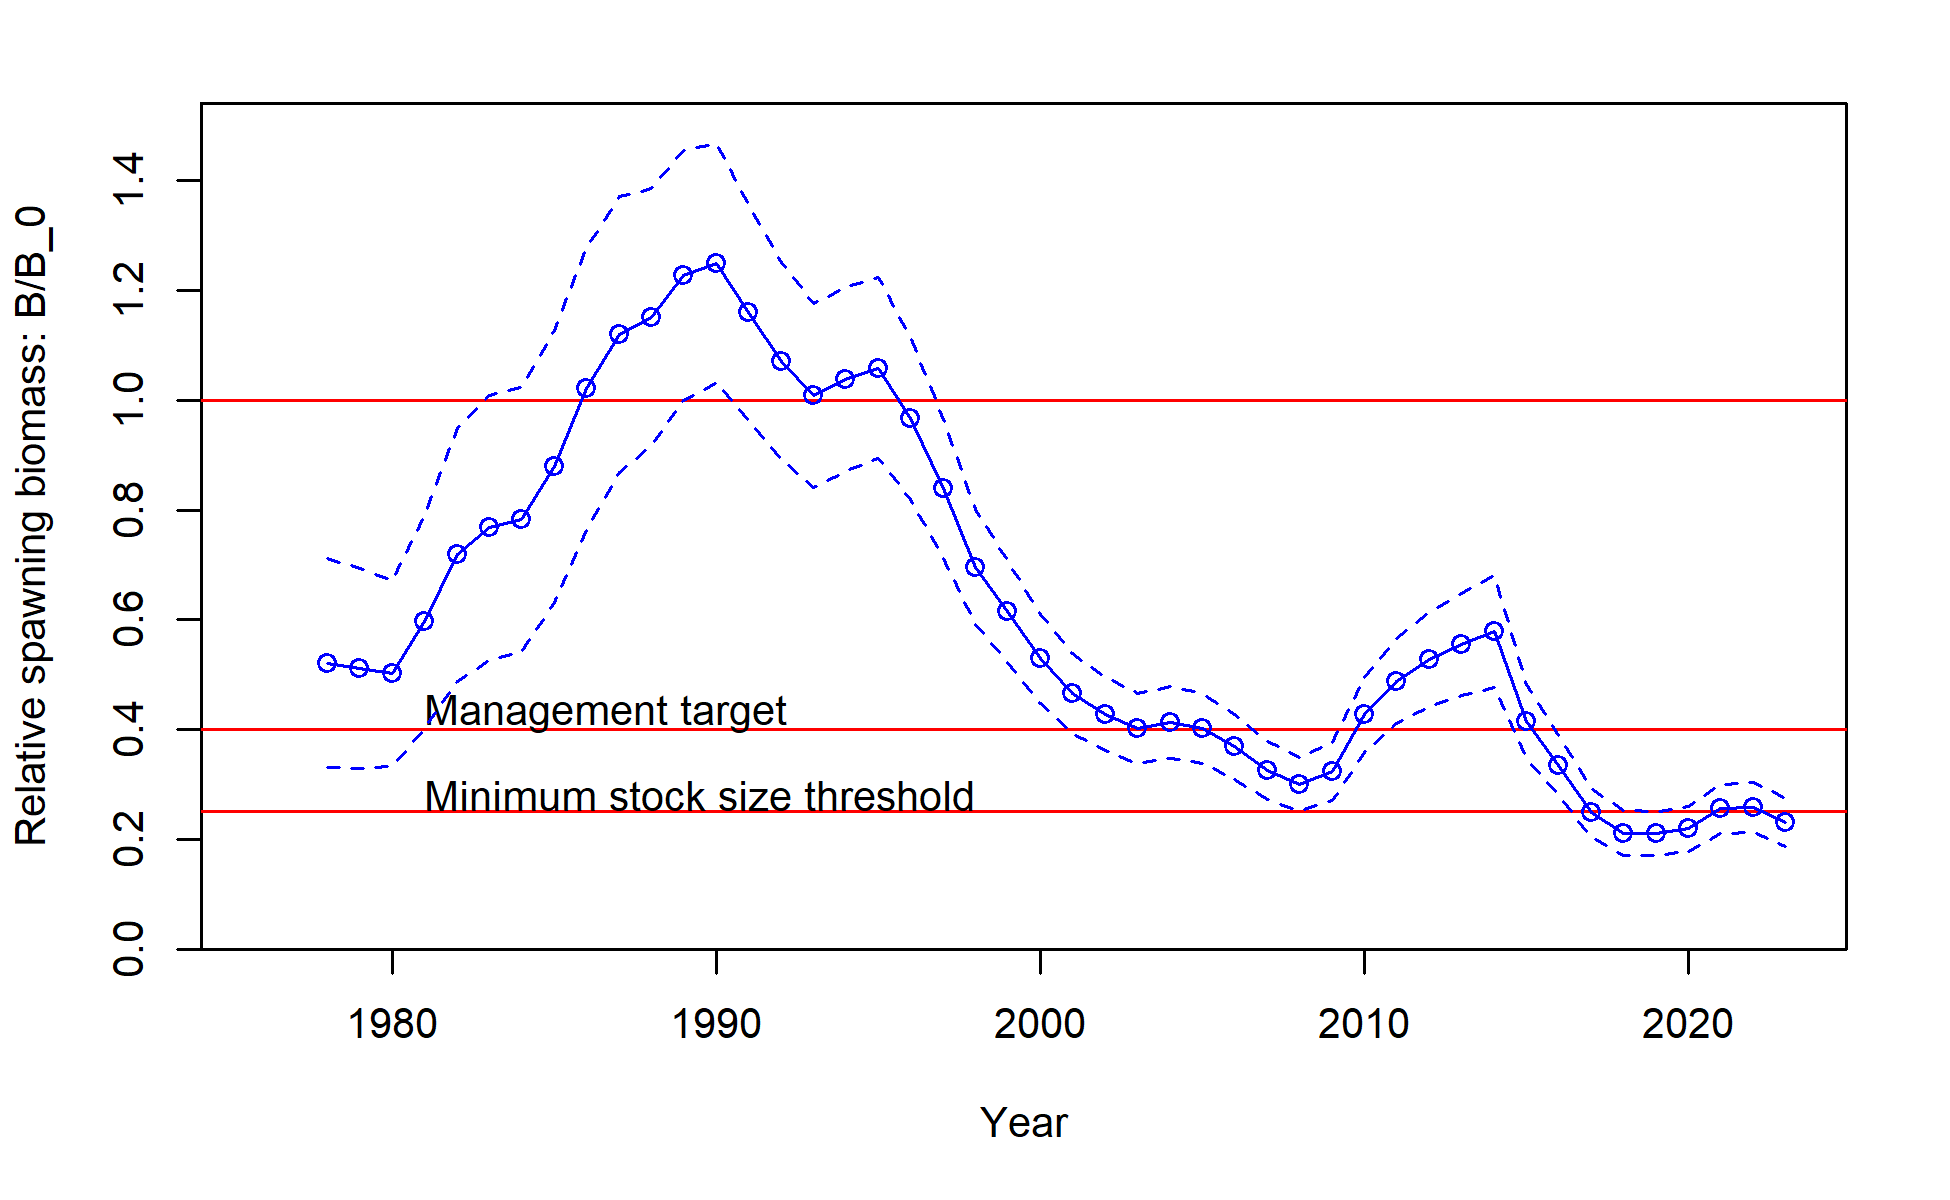 Relative spawning biomass: B/B_0
1.4
1.2
1.0
0.8
0.6
0.4
0.2
0.0
Management target
Minimum stock size threshold
1980 1990 2000 2010 2020
Year